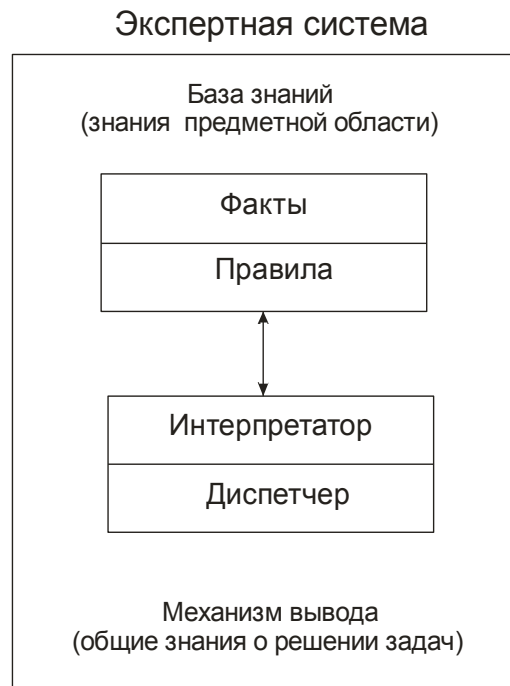 Экспертная система
База знаний
(знания предметной области)
Факты
Правила
Интерпретатор
Диспетчер
Механизм вывода
(общие знания о решении задач)